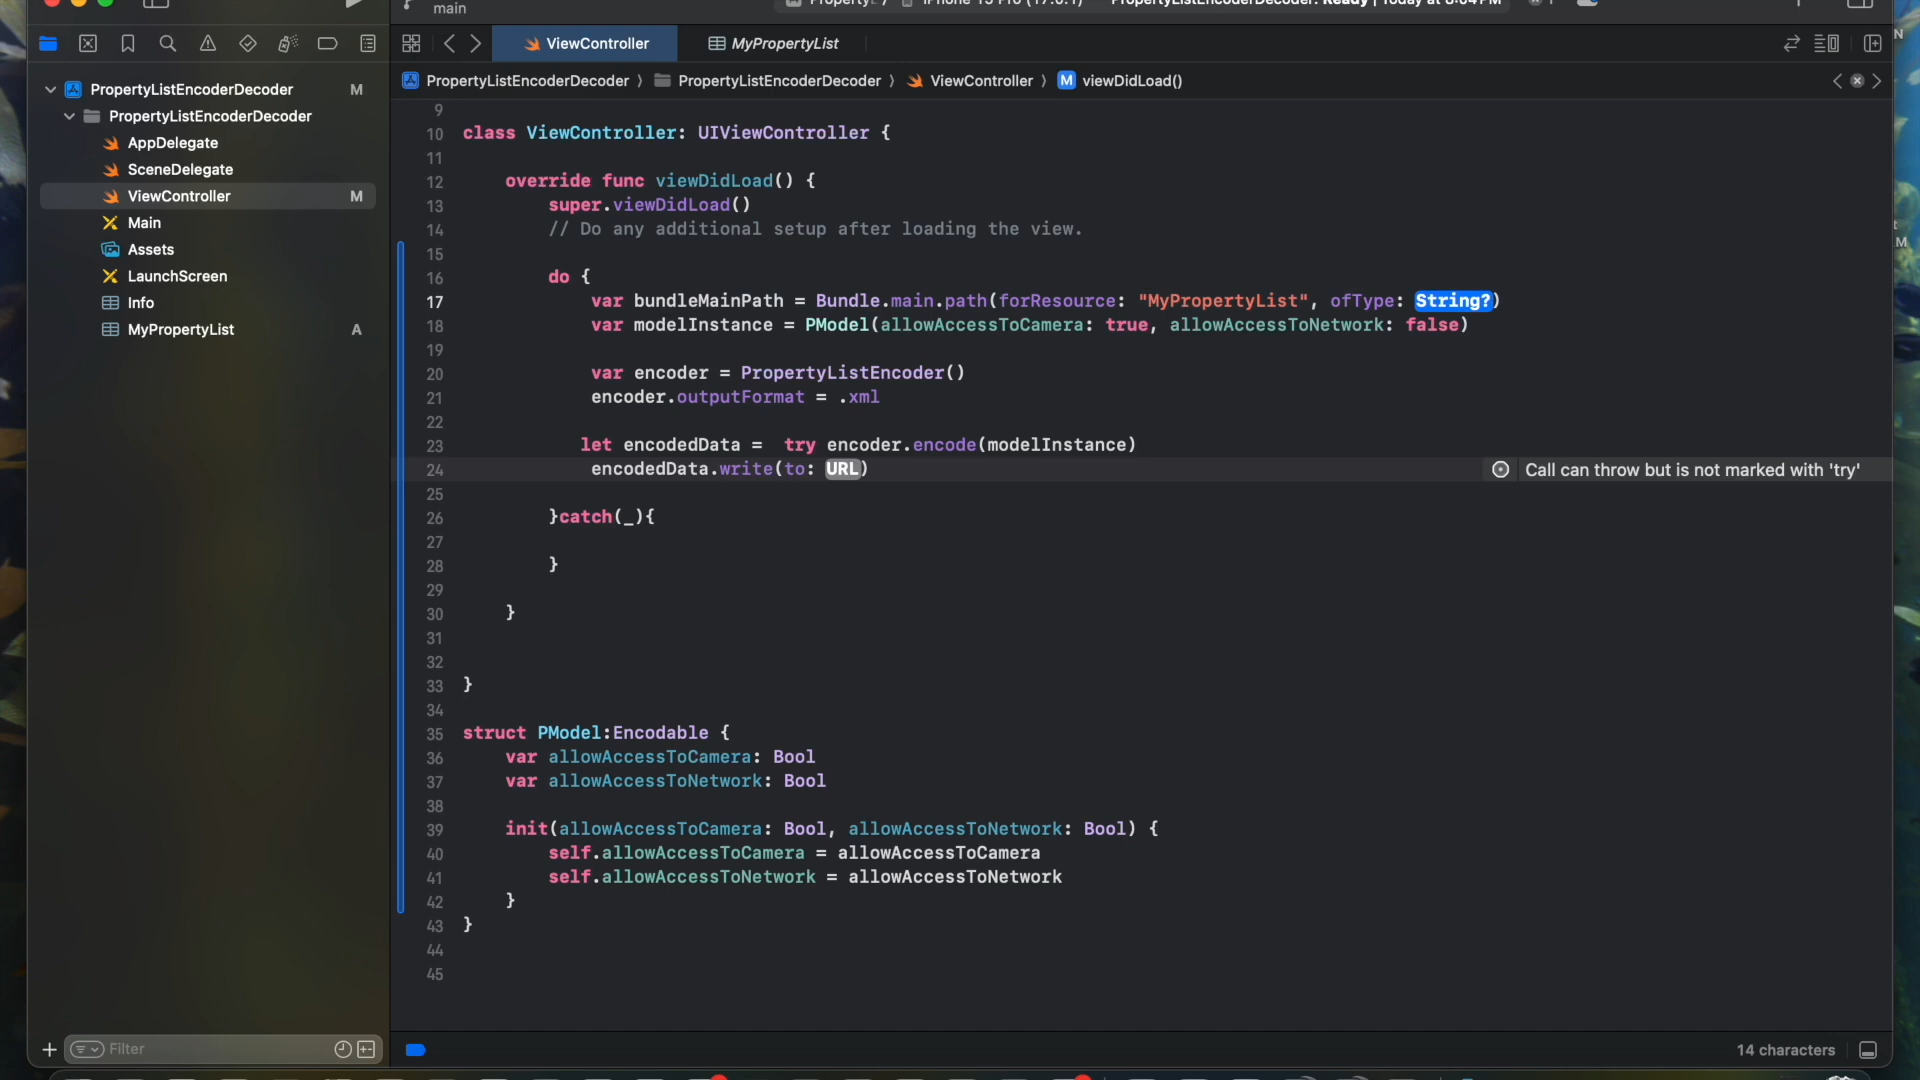 main
Ready | Today at 8:04 PM
ViewController
MyPropertyList
PropertyListEncoderDecoder 〉 PropertyListEncoderDecoder 〉 ViewController 〉 M viewDidLoad()
PropertyListEncoderDecoder M
PropertyListEncoderDecoder
AppDelegate
SceneDelegate
ViewController M
Main
Assets
LaunchScreen
Info
MyPropertyList A
9
10 class ViewController: UIViewController {
11
12 override func viewDidLoad() {
13 super.viewDidLoad()
14 // Do any additional setup after loading the view.
15
16 do {
17 var bundleMainPath = Bundle.main.path(forResource: "MyPropertyList", ofType: String?)
18 var modelInstance = PModel(allowAccessToCamera: true, allowAccessToNetwork: false)
19
20 var encoder = PropertyListEncoder()
21 encoder.outputFormat = .xml
22
23 let encodedData =  try encoder.encode(modelInstance)
24 encodedData.write(to: URL) Call can throw but is not marked with 'try'
25
26 }catch(_){
27
28 }
29
30 }
31
32
33 }
34
35 struct PModel:Encodable {
36 var allowAccessToCamera: Bool
37 var allowAccessToNetwork: Bool
38
39 init(allowAccessToCamera: Bool, allowAccessToNetwork: Bool) {
40 self.allowAccessToCamera = allowAccessToCamera
41 self.allowAccessToNetwork = allowAccessToNetwork
42 }
43 }
44
45
Filter
14 characters